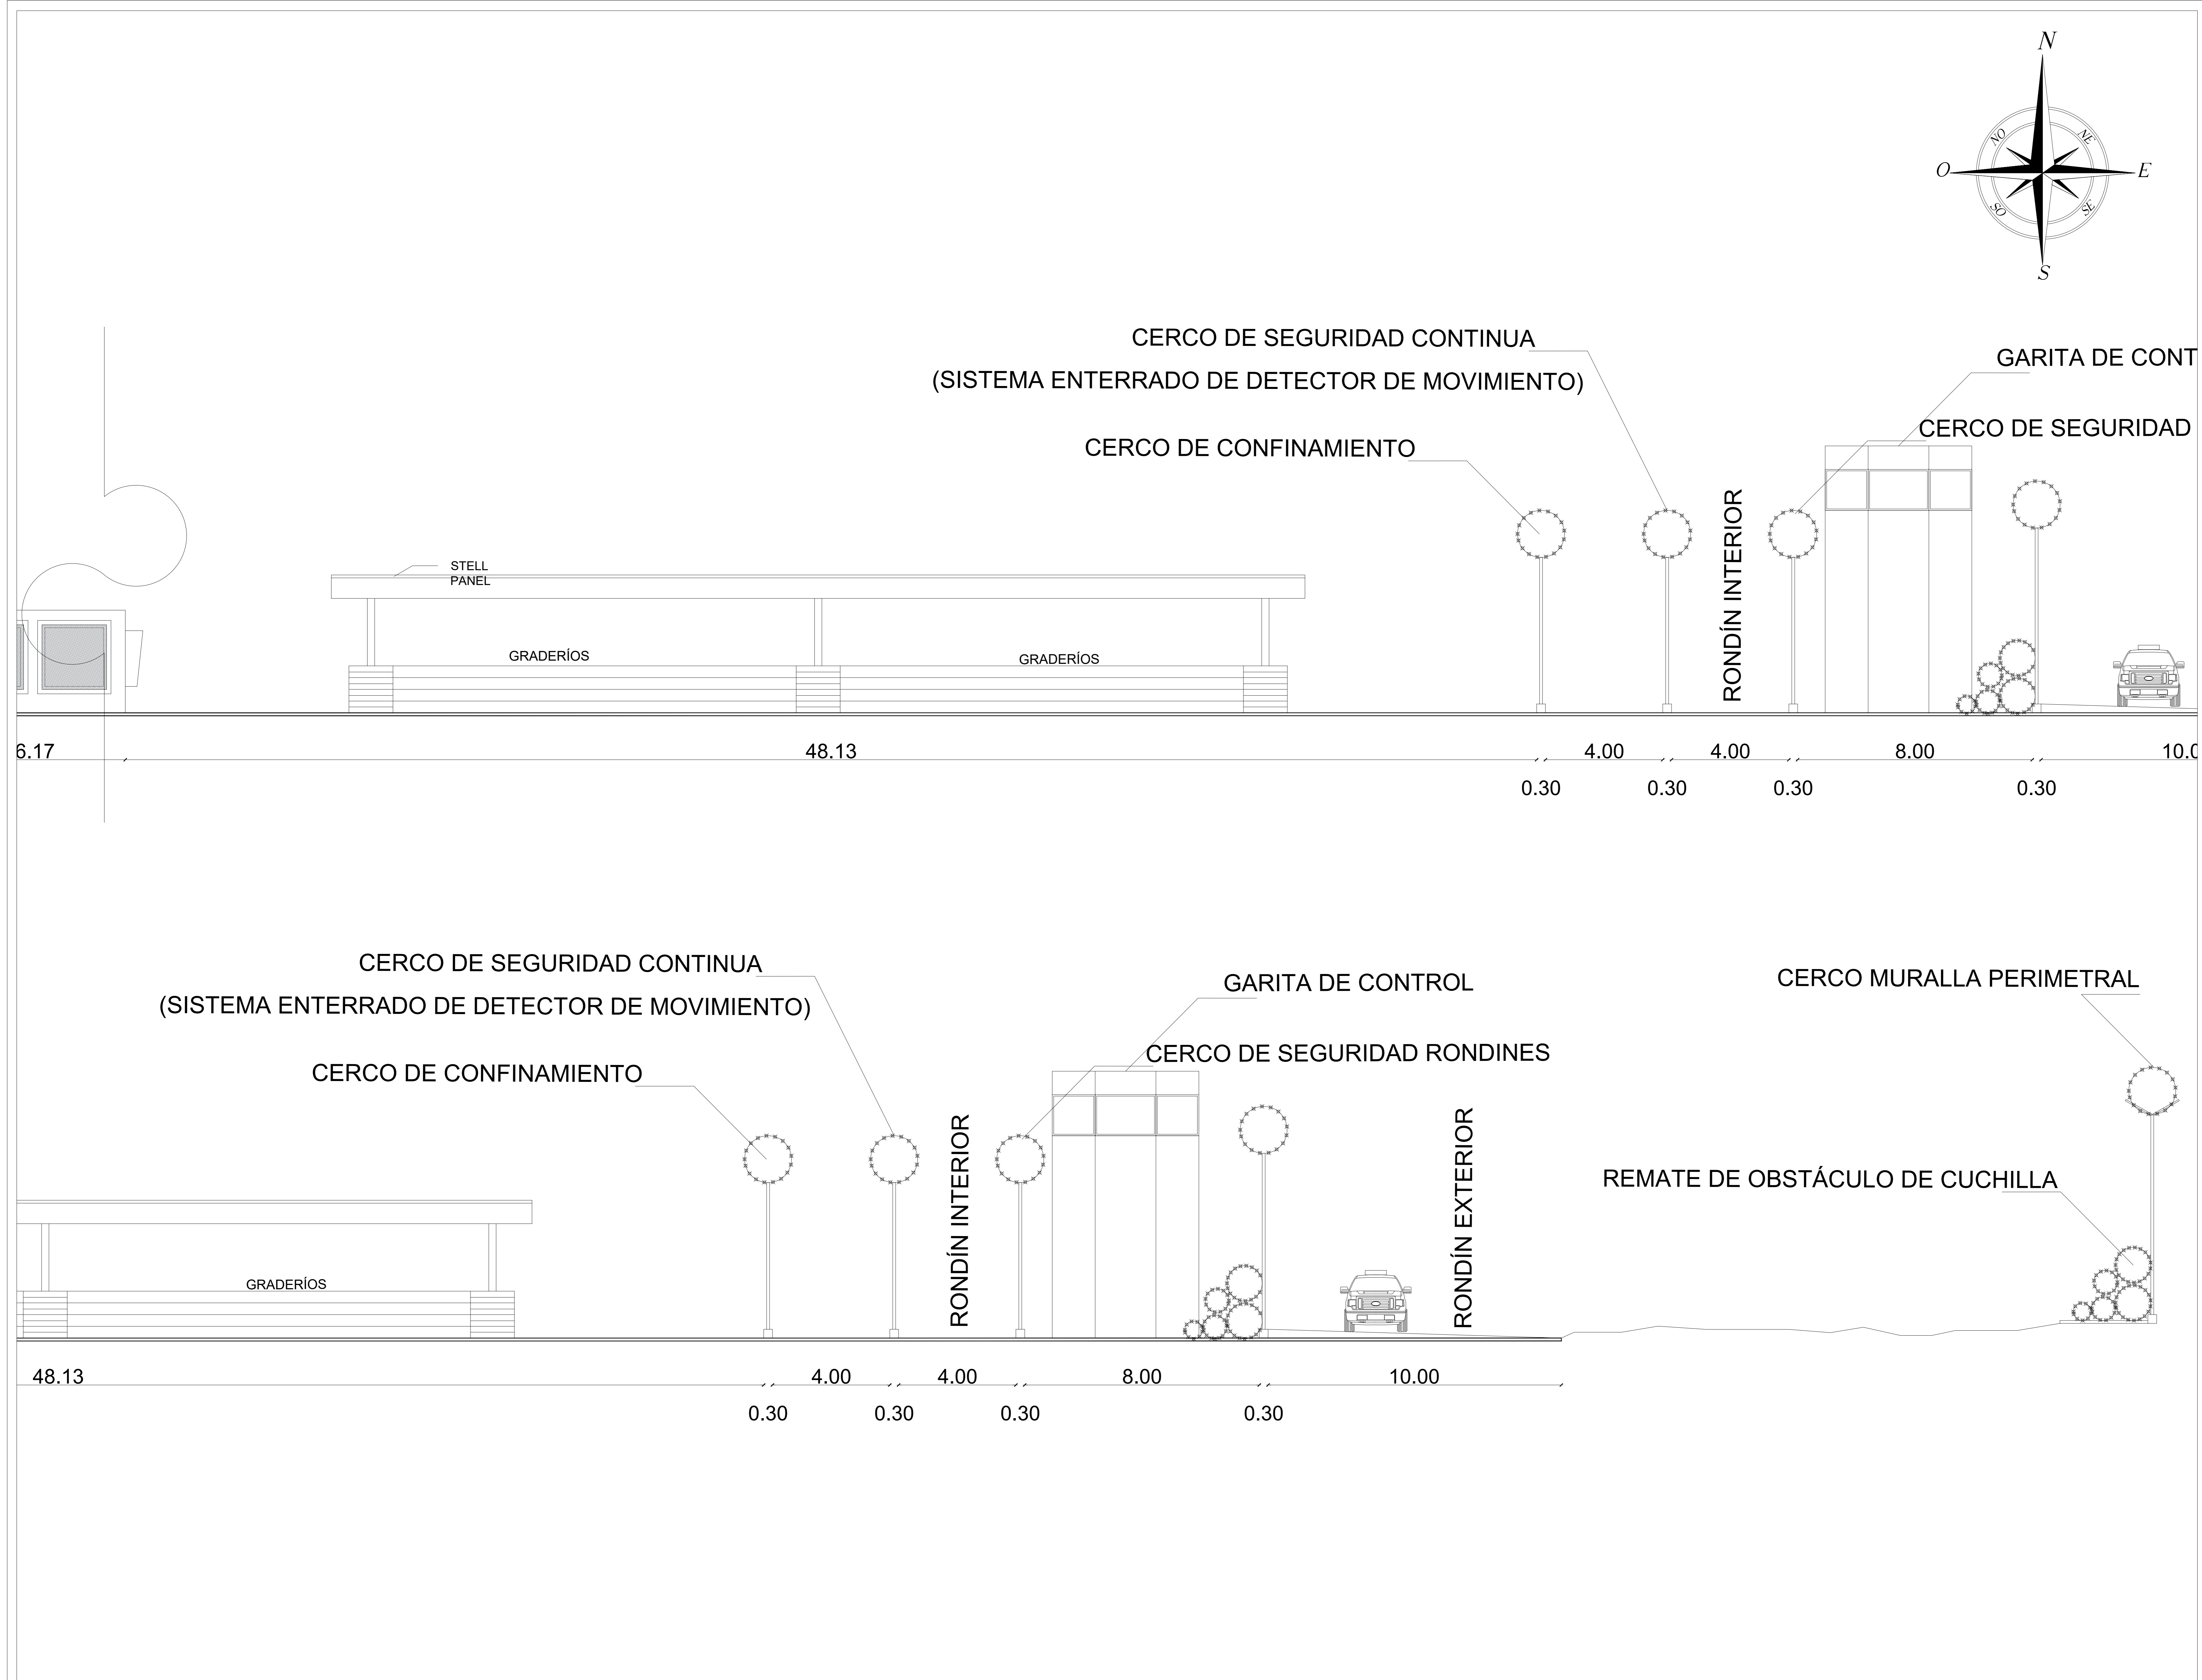 N
NO
NE
O
E
SO
SE
S
CERCO DE SEGURIDAD CONTINUA
(SISTEMA ENTERRADO DE DETECTOR DE MOVIMIENTO)
GARITA DE CONT
CERCO DE SEGURIDAD
CERCO DE CONFINAMIENTO
RONDÍN INTERIOR
STELL
PANEL
GRADERÍOS
GRADERÍOS
6.17
48.13
4.00
4.00
8.00
10.0
0.30
0.30
0.30
0.30
CERCO DE SEGURIDAD CONTINUA
(SISTEMA ENTERRADO DE DETECTOR DE MOVIMIENTO)
GARITA DE CONTROL
CERCO MURALLA PERIMETRAL
CERCO DE SEGURIDAD RONDINES
CERCO DE CONFINAMIENTO
RONDÍN INTERIOR
RONDÍN EXTERIOR
REMATE DE OBSTÁCULO DE CUCHILLA
GRADERÍOS
48.13
4.00
4.00
8.00
10.00
0.30
0.30
0.30
0.30